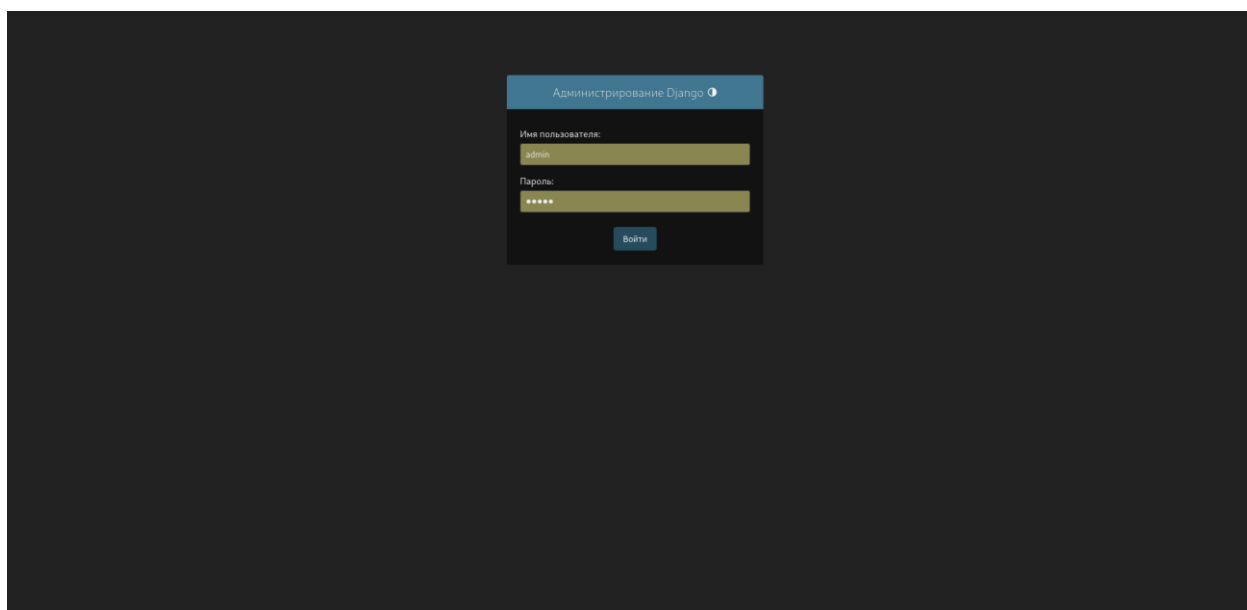 Администрирование Django
Имя пользователя:
admin
Пароль:
•••••
Войти